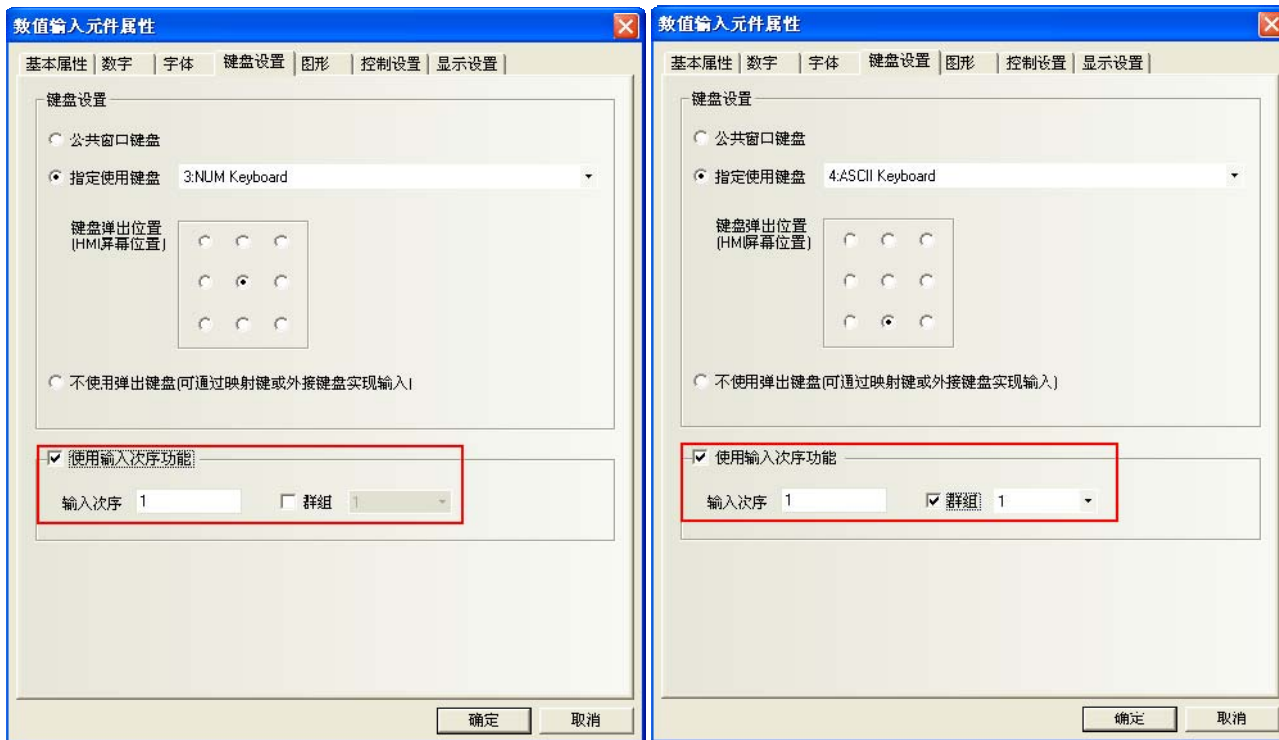 数值输入元件属性
基本属性 数字 字体 键盘设置 图形 控制设置 显示设置
键盘设置
公共窗口键盘
指定使用键盘 3:NUM Keyboard
键盘弹出位置
(HMI屏幕位置)
不使用弹出键盘(可通过映射键或外接键盘实现输入)
使用输入次序功能
输入次序 1 群组 1
确定 取消
数值输入元件属性
基本属性 数字 字体 键盘设置 图形 控制设置 显示设置
键盘设置
公共窗口键盘
指定使用键盘 4:ASCII Keyboard
键盘弹出位置
(HMI屏幕位置)
不使用弹出键盘(可通过映射键或外接键盘实现输入)
使用输入次序功能
输入次序 1 群组 1
确定 取消